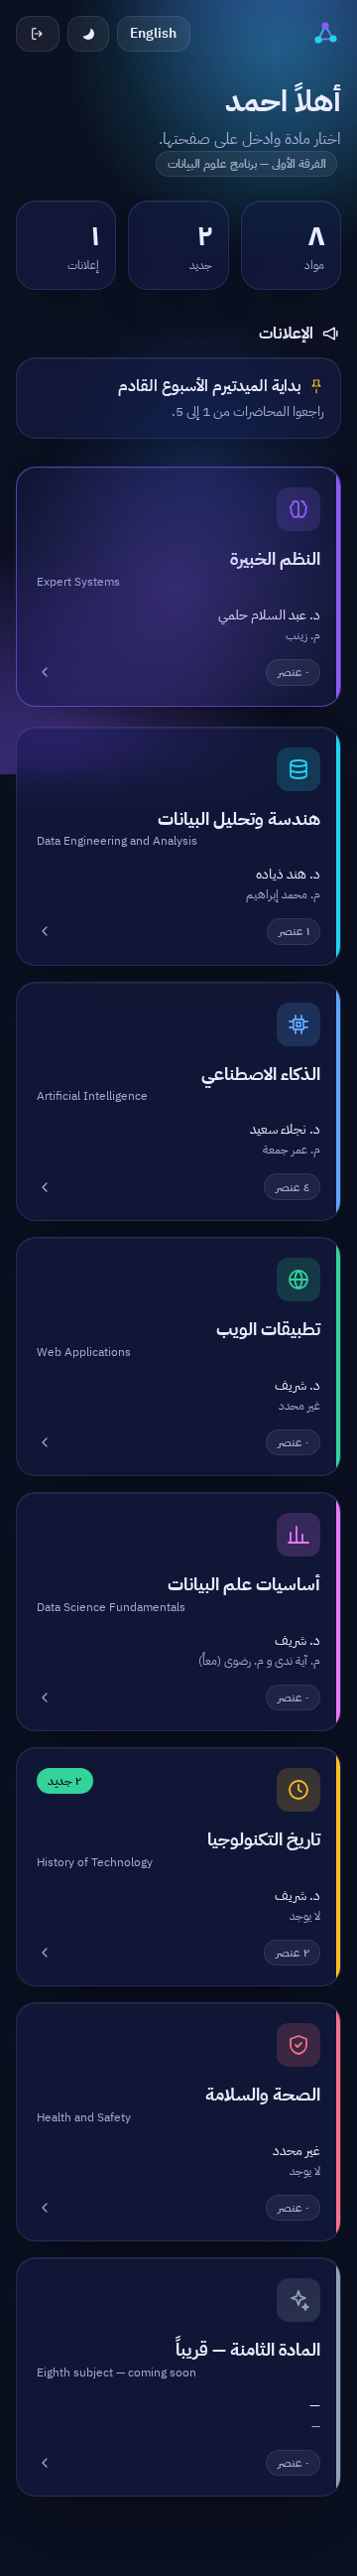 English
أهلاً احمد
اختار مادة وادخل على صفحتها.
الفرقة الأولى — برنامج علوم البيانات
٨
مواد
٢
جديد
١
إعلانات
الإعلانات
بداية الميدتيرم الأسبوع القادم
راجعوا المحاضرات من 1 إلى 5.
النظم الخبيرة
Expert Systems
د. عبد السلام حلمي
م. زينب
٠ عنصر
هندسة وتحليل البيانات
Data Engineering and Analysis
د. هند ذياده
م. محمد إبراهيم
١ عنصر
الذكاء الاصطناعي
Artificial Intelligence
د. نجلاء سعيد
م. عمر جمعة
٤ عنصر
تطبيقات الويب
Web Applications
د. شريف
غير محدد
٠ عنصر
أساسيات علم البيانات
Data Science Fundamentals
د. شريف
م. آية ندى و م. رضوى (معاً)
٠ عنصر
٢ جديد
تاريخ التكنولوجيا
History of Technology
د. شريف
لا يوجد
٢ عنصر
الصحة والسلامة
Health and Safety
غير محدد
لا يوجد
٠ عنصر
المادة الثامنة — قريباً
Eighth subject — coming soon
—
—
٠ عنصر